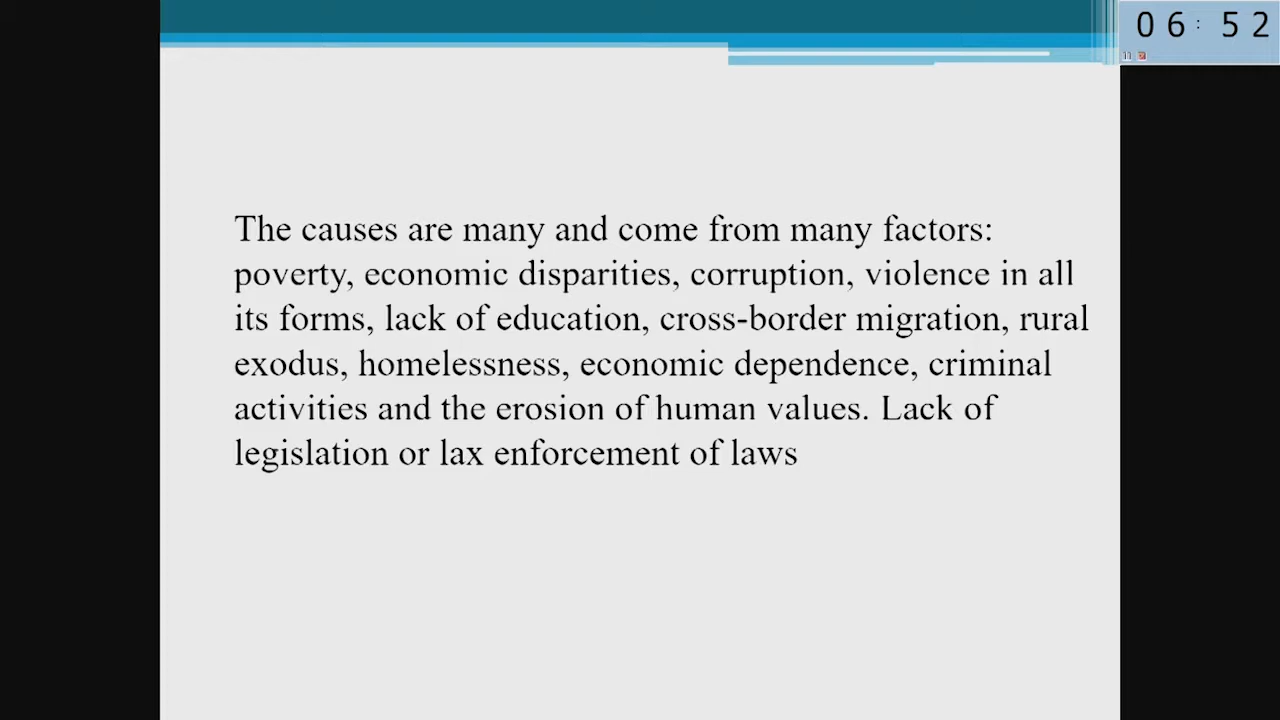 06:52
The causes are many and come from many factors:
poverty, economic disparities, corruption, violence in all
its forms, lack of education, cross-border migration, rural
exodus, homelessness, economic dependence, criminal
activities and the erosion of human values. Lack of
legislation or lax enforcement of laws